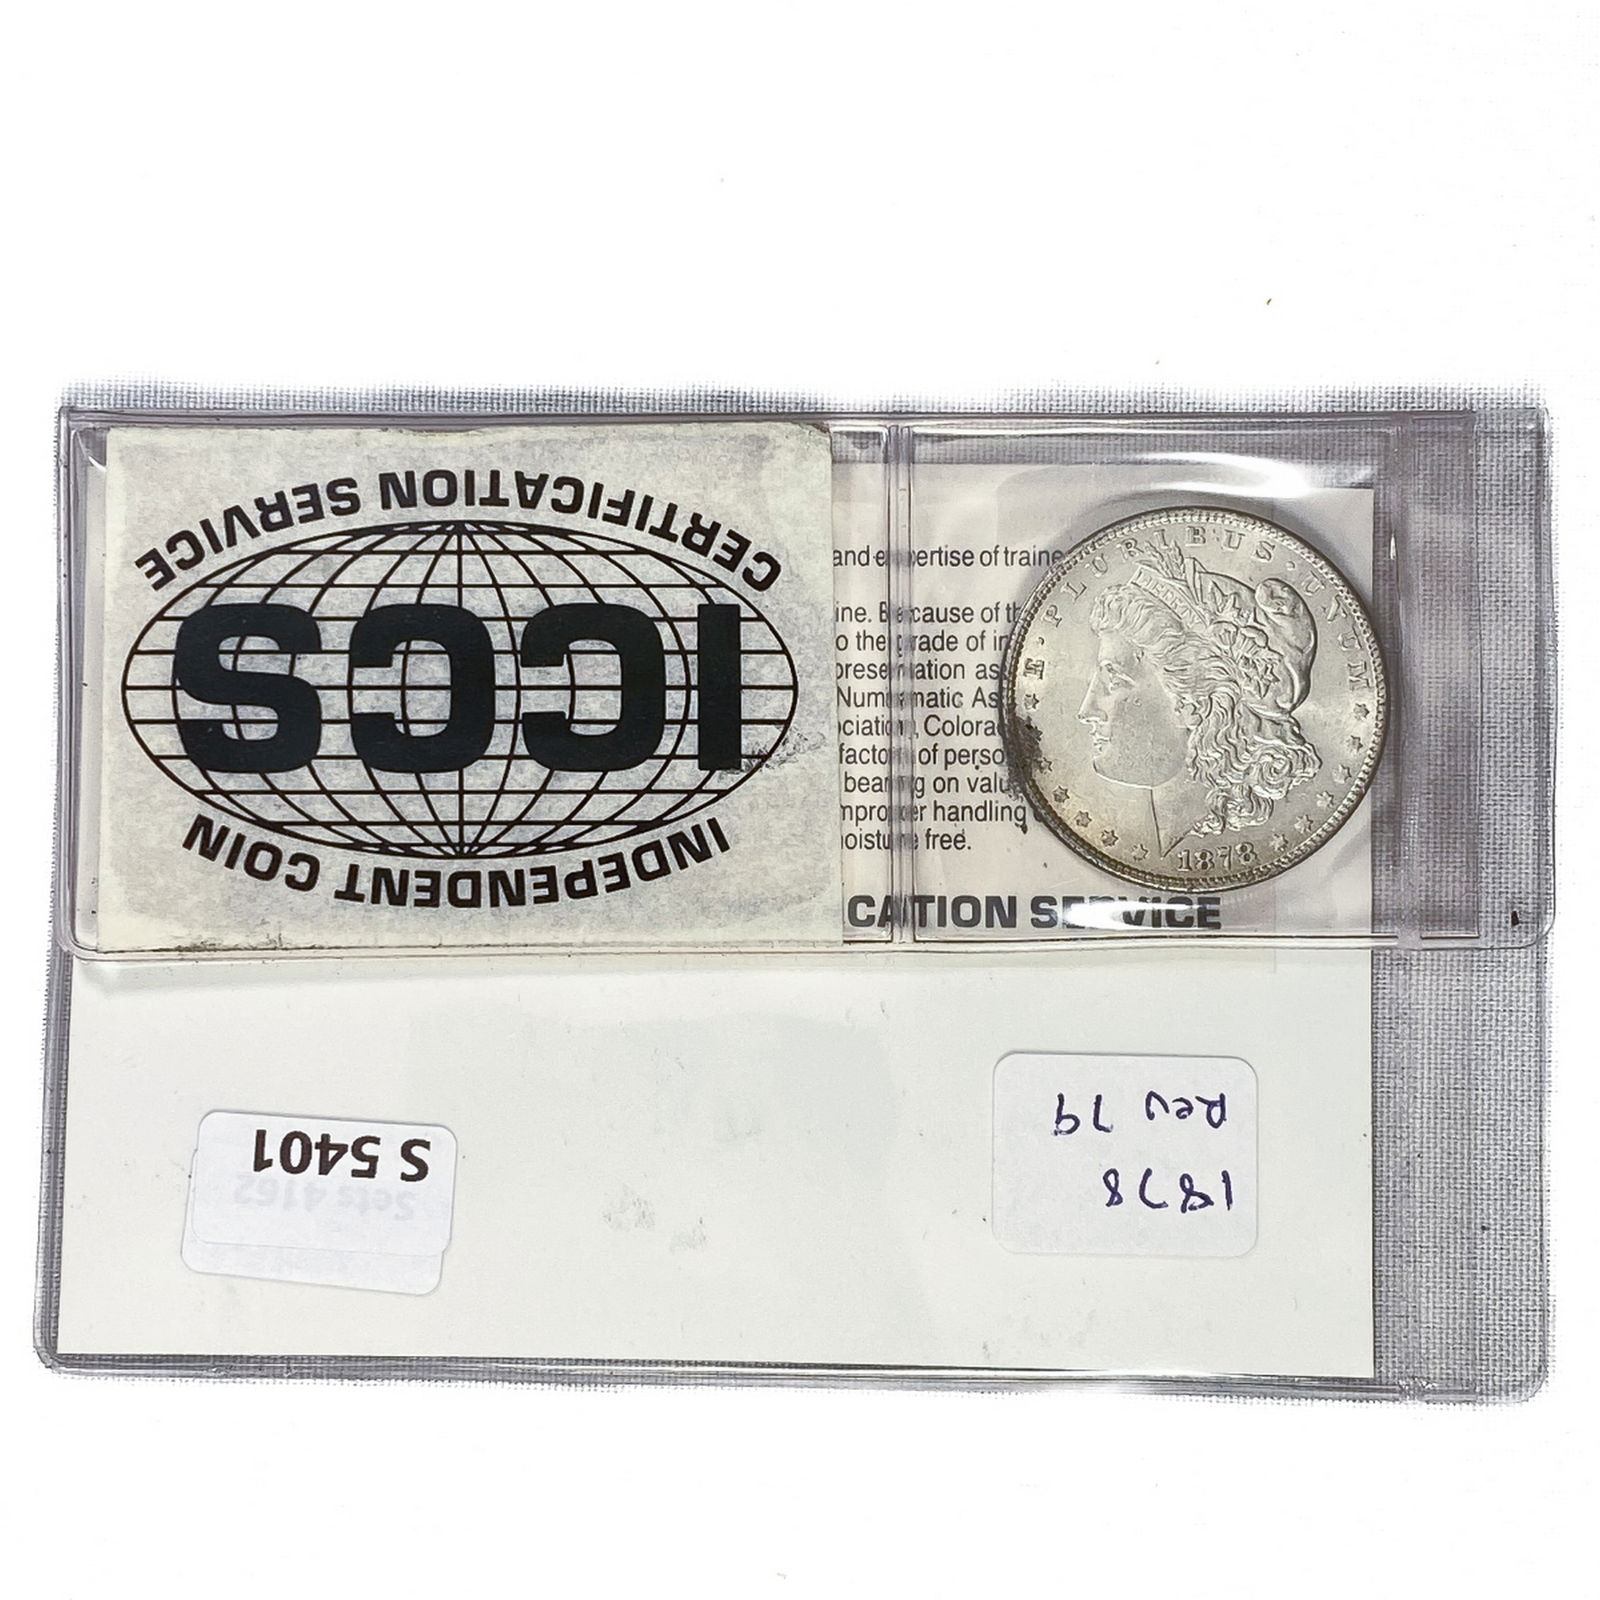 INDEPENDENT COIN
ICCS
CERTIFICATION SERVICE
and expertise of traine
ine. Because of th
o the grade of in
presentation as
Numismatic As
ociation, Colora
factor of perso
bearing on valu
mproper handling
moisture free.
CATION SERVICE
E·PLURIBUS·UNUM
1878
S 5401
Sets 4162
1878
Rev 79